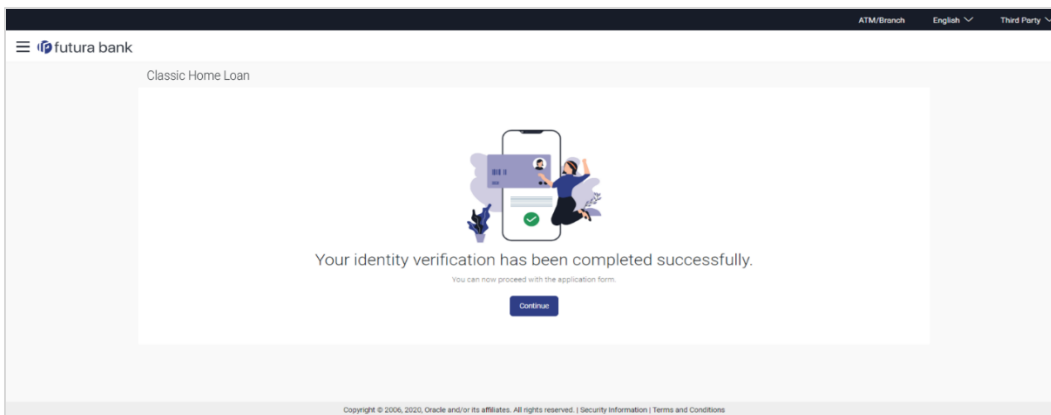 ATM/Branch English Third Party
futura bank
Classic Home Loan
Your identity verification has been completed successfully.
You can now proceed with the application form.
Continue
Copyright © 2006, 2020, Oracle and/or its affiliates. All rights reserved. | Security Information | Terms and Conditions